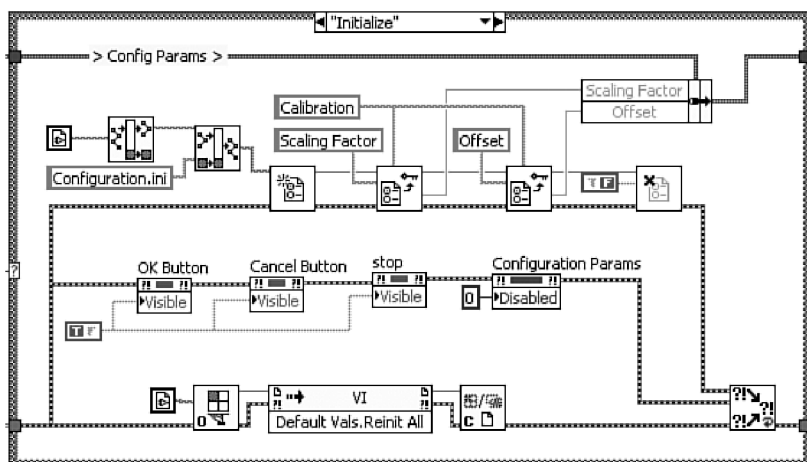 "Initialize"
> Config Params >
Scaling Factor
Offset
Calibration
Scaling Factor
Offset
Configuration.ini
T F
OK Button
Cancel Button
stop
Configuration Params
?! ?!
?! ?!
?! ?!
?! ?!
Visible
Visible
Visible
0
Disabled
T F
?
VI
?! ?!
Default Vals.Reinit All
O
C
?!
?!
?!